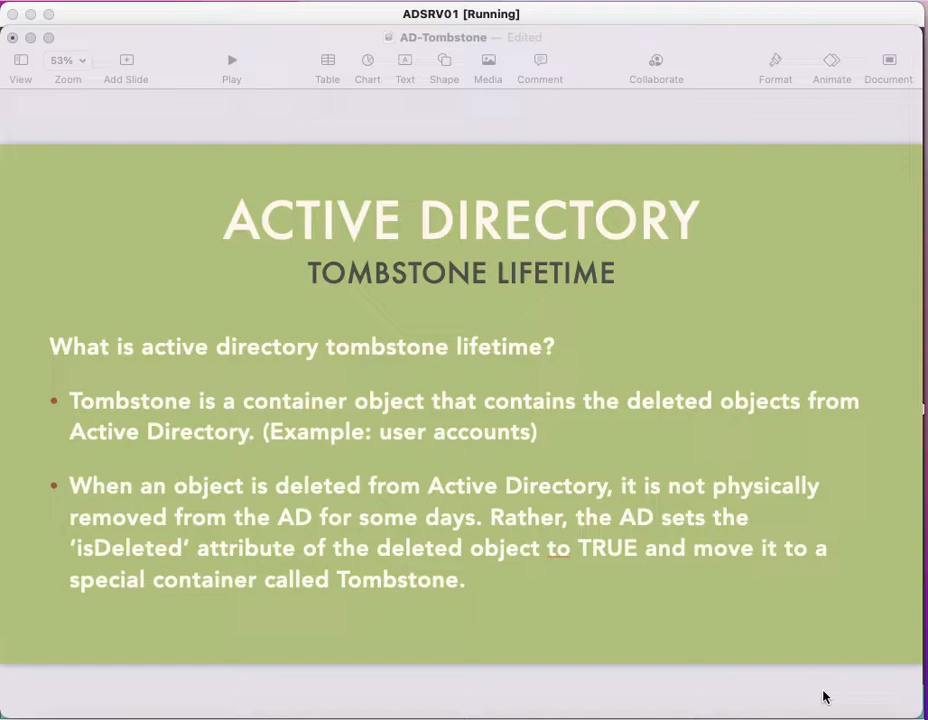 ADSRV01 [Running]
AD-Tombstone — Edited
53%
View Zoom Add Slide Play Table Chart Text Shape Media Comment Collaborate Format Animate Document
ACTIVE DIRECTORY
TOMBSTONE LIFETIME
What is active directory tombstone lifetime?
• Tombstone is a container object that contains the deleted objects from
Active Directory. (Example: user accounts)
• When an object is deleted from Active Directory, it is not physically
removed from the AD for some days. Rather, the AD sets the
‘isDeleted’ attribute of the deleted object to TRUE and move it to a
special container called Tombstone.